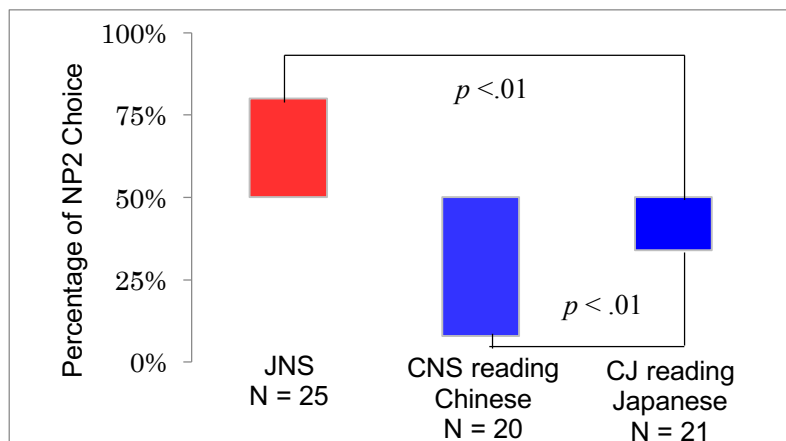 Percentage of NP2 Choice
100%
75%
50%
25%
0%
p <.01
p < .01
JNS
N = 25
CNS reading
Chinese
N = 20
CJ reading
Japanese
N = 21